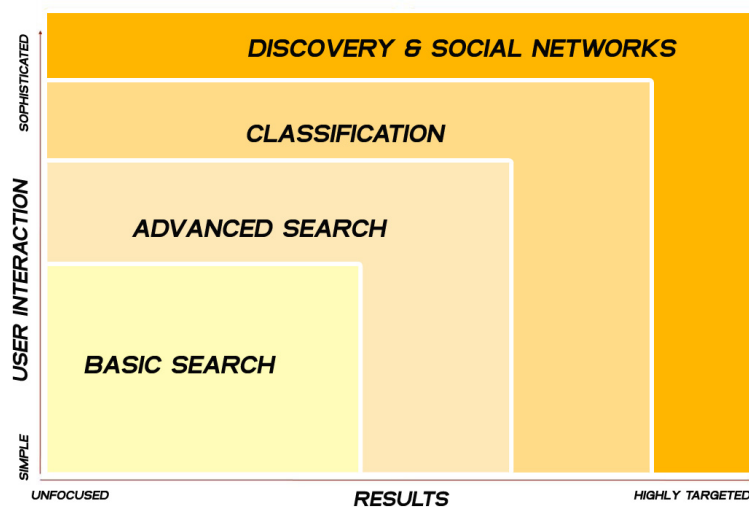 DISCOVERY & SOCIAL NETWORKS
CLASSIFICATION
ADVANCED SEARCH
BASIC SEARCH
SOPHISTICATED
USER INTERACTION
SIMPLE
UNFOCUSED
RESULTS
HIGHLY TARGETED